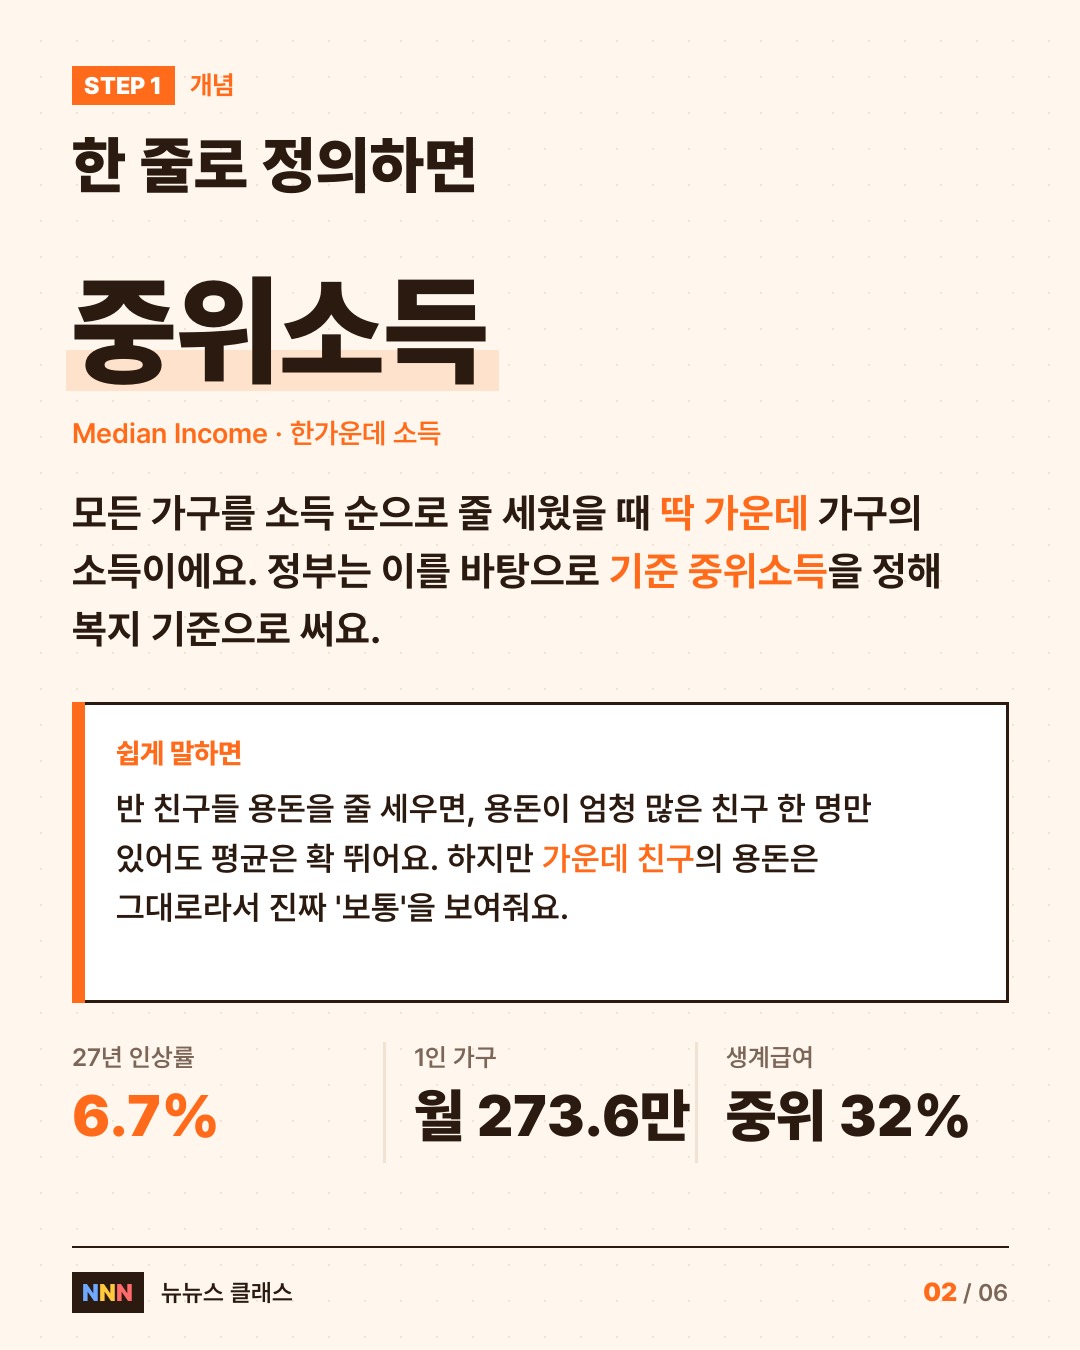 STEP 1 개념
한 줄로 정의하면
중위소득
Median Income · 한가운데 소득
모든 가구를 소득 순으로 줄 세웠을 때 딱 가운데 가구의
소득이에요. 정부는 이를 바탕으로 기준 중위소득을 정해
복지 기준으로 써요.
쉽게 말하면
반 친구들 용돈을 줄 세우면, 용돈이 엄청 많은 친구 한 명만
있어도 평균은 확 뛰어요. 하지만 가운데 친구의 용돈은
그대로라서 진짜 '보통'을 보여줘요.
27년 인상률
6.7%
1인 가구
월 273.6만
생계급여
중위 32%
NNN 뉴뉴스 클래스
02 / 06